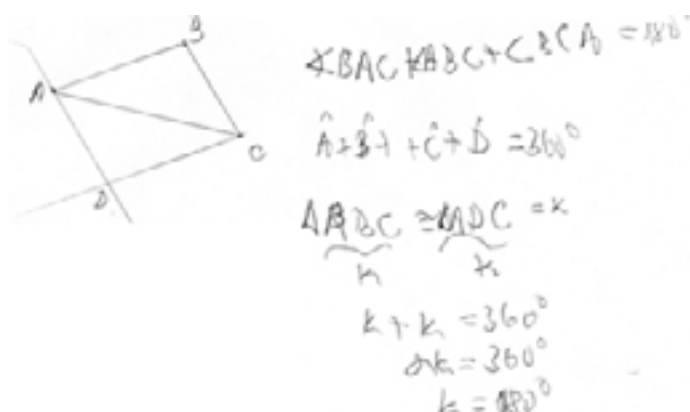 B
A
C
D
∢BAC+∢ABC+∢BCA = 180°
Â+B̂+ +Ĉ+D̂ =360°
ΔABC ≅ ΔADC = k
k k
k + k = 360°
2k = 360°
k = 180°